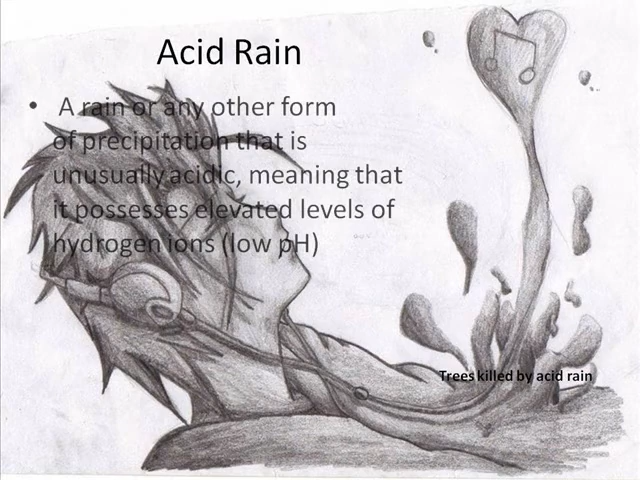 Acid Rain
• A rain or any other form
of precipitation that is
unusually acidic, meaning that
it possesses elevated levels of
hydrogen ions (low pH)
Trees killed by acid rain